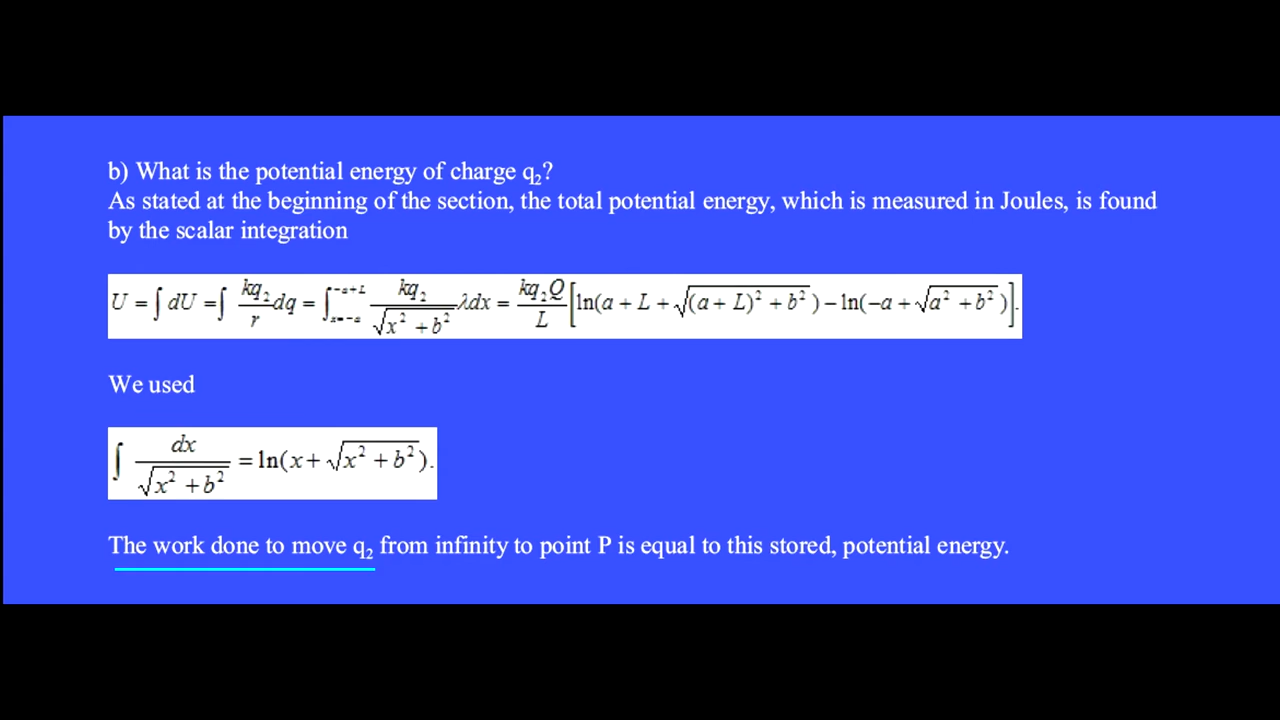 b) What is the potential energy of charge q₂?
As stated at the beginning of the section, the total potential energy, which is measured in Joules, is found
by the scalar integration
U = ∫ dU = ∫ kq₂/r dq = ∫_{x=-a}^{-a+L} kq₂/√(x² + b²) λdx = kq₂Q/L [ln(a + L + √((a + L)² + b²)) − ln(−a + √(a² + b²))].
We used
∫ dx/√(x² + b²) = ln(x + √(x² + b²)).
The work done to move q₂ from infinity to point P is equal to this stored, potential energy.